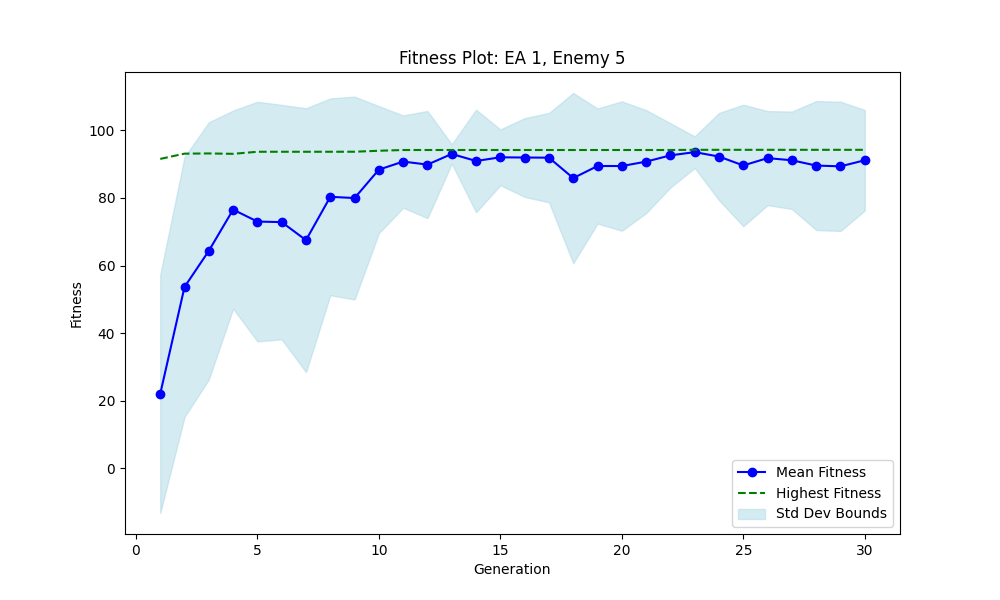 Fitness Plot: EA 1, Enemy 5
Fitness
100
80
60
40
20
0
0 5 10 15 20 25 30
Generation
Mean Fitness
Highest Fitness
Std Dev Bounds